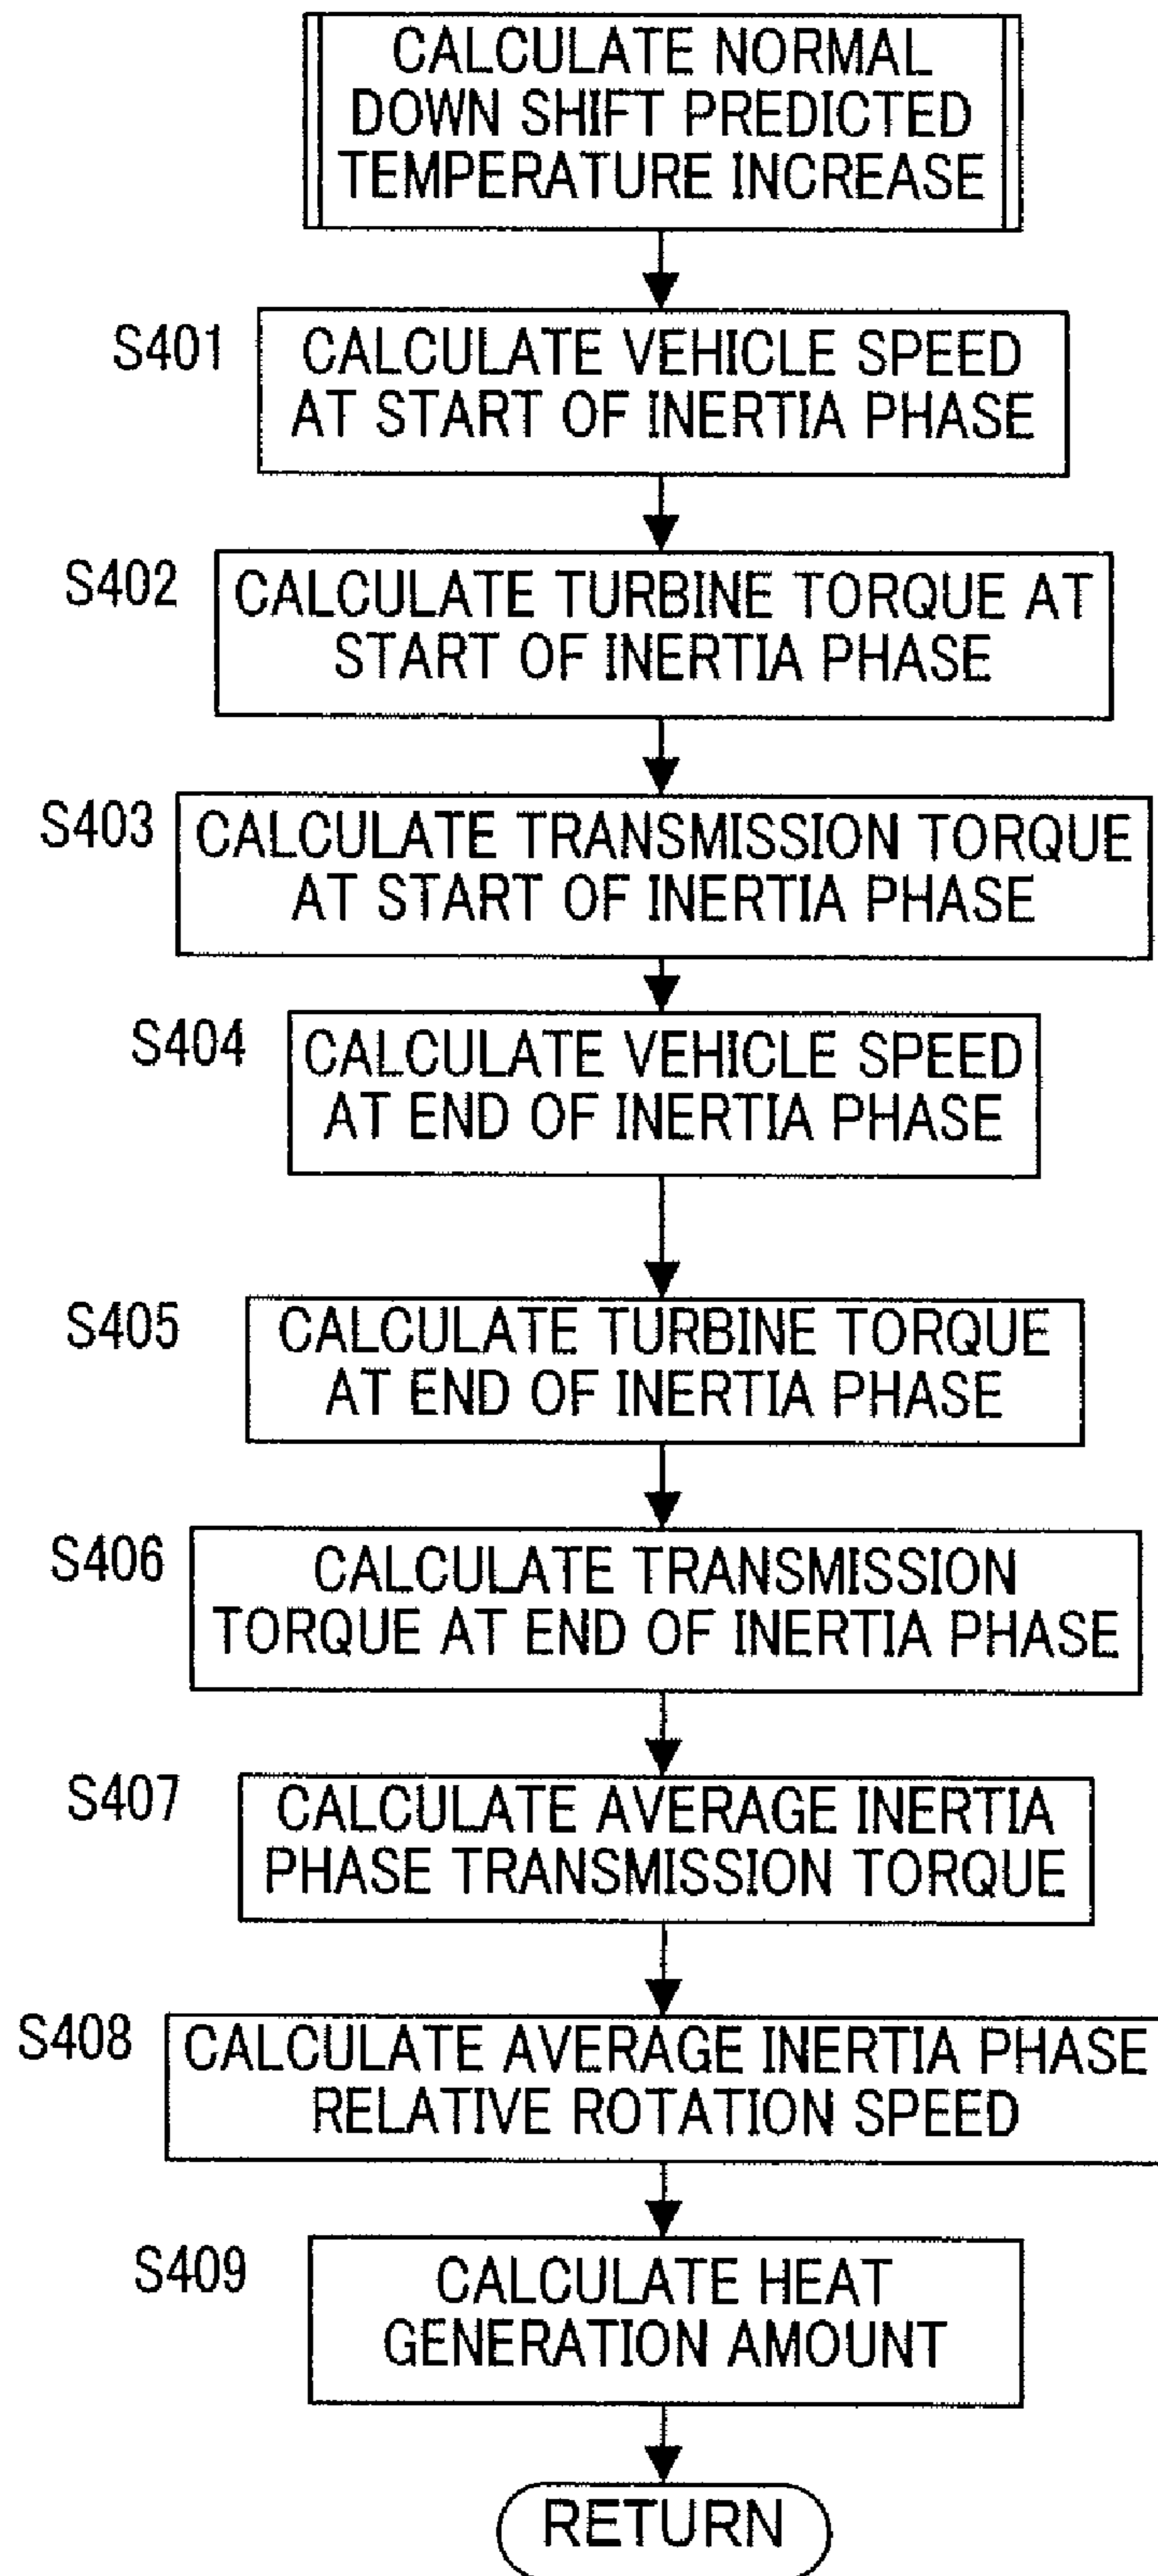 CALCULATE NORMAL
DOWN SHIFT PREDICTED
TEMPERATURE INCREASE
S401
CALCULATE VEHICLE SPEED
AT START OF INERTIA PHASE
S402
CALCULATE TURBINE TORQUE AT
START OF INERTIA PHASE
S403
CALCULATE TRANSMISSION TORQUE
AT START OF INERTIA PHASE
S404
CALCULATE VEHICLE SPEED
AT END OF INERTIA PHASE
S405
CALCULATE TURBINE TORQUE
AT END OF INERTIA PHASE
S406
CALCULATE TRANSMISSION
TORQUE AT END OF INERTIA PHASE
S407
CALCULATE AVERAGE INERTIA
PHASE TRANSMISSION TORQUE
S408
CALCULATE AVERAGE INERTIA PHASE
RELATIVE ROTATION SPEED
S409
CALCULATE HEAT
GENERATION AMOUNT
RETURN